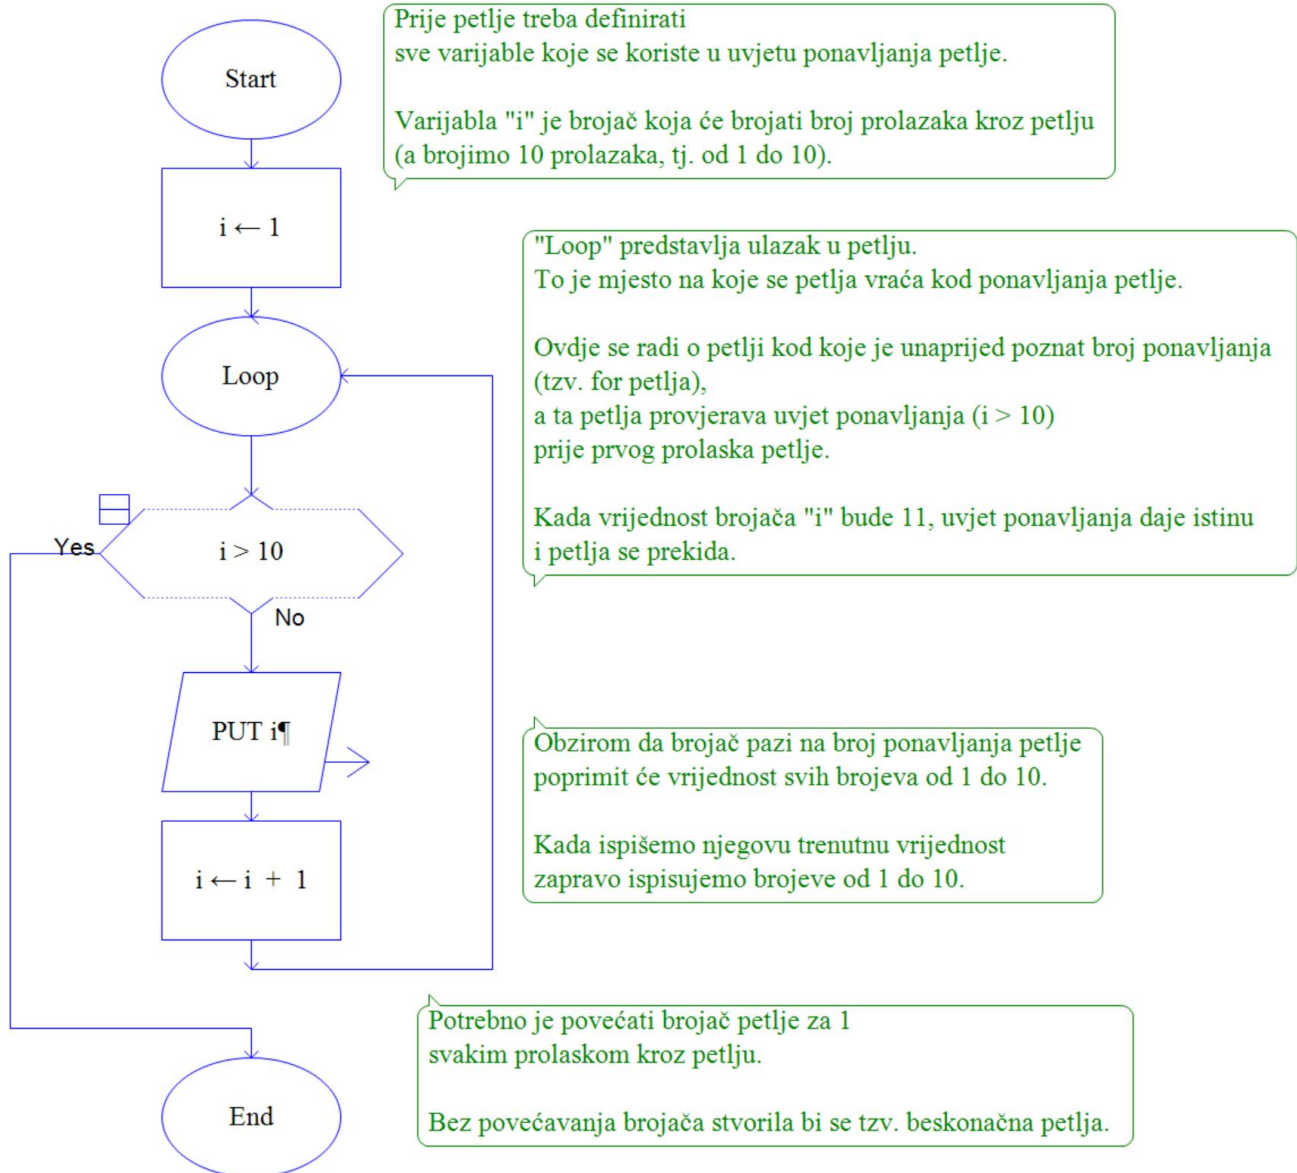 Start
Prije petlje treba definirati
sve varijable koje se koriste u uvjetu ponavljanja petlje.
Varijabla "i" je brojač koja će brojati broj prolazaka kroz petlju
(a brojimo 10 prolazaka, tj. od 1 do 10).
i ← 1
"Loop" predstavlja ulazak u petlju.
To je mjesto na koje se petlja vraća kod ponavljanja petlje.
Ovdje se radi o petlji kod koje je unaprijed poznat broj ponavljanja
(tzv. for petlja),
a ta petlja provjerava uvjet ponavljanja (i > 10)
prije prvog prolaska petlje.
Kada vrijednost brojača "i" bude 11, uvjet ponavljanja daje istinu
i petlja se prekida.
Loop
Yes
i > 10
No
PUT i¶
Obzirom da brojač pazi na broj ponavljanja petlje
poprimit će vrijednost svih brojeva od 1 do 10.
Kada ispišemo njegovu trenutnu vrijednost
zapravo ispisujemo brojeve od 1 do 10.
i ← i + 1
Potrebno je povećati brojač petlje za 1
svakim prolaskom kroz petlju.
Bez povećavanja brojača stvorila bi se tzv. beskonačna petlja.
End